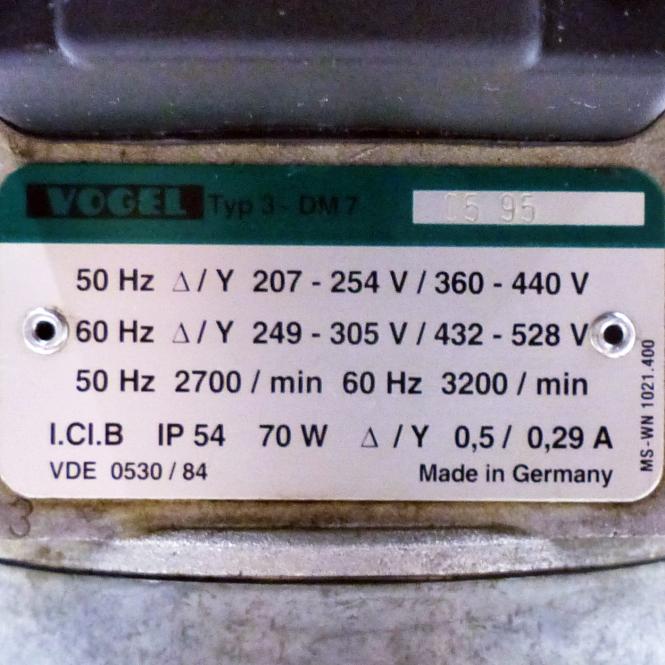 VOGEL Typ 3 - DM 7 05 95
50 Hz Δ / Y 207 - 254 V / 360 - 440 V
60 Hz Δ / Y 249 - 305 V / 432 - 528 V
50 Hz 2700 / min 60 Hz 3200 / min
I.Cl.B IP 54 70 W Δ / Y 0,5 / 0,29 A
VDE 0530 / 84 Made in Germany
MS - WN 1021.400
3